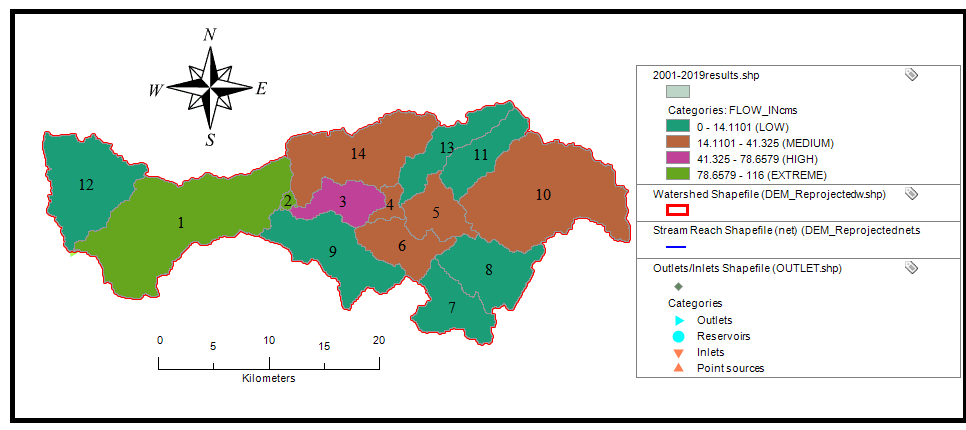 N
W E
S
14
13
11
12
10
2
3
4
1
5
6
9
8
7
0 10 20
5 15
Kilometers
2001-2019results.shp
Categories: FLOW_INcms
0 - 14.1101 (LOW)
14.1101 - 41.325 (MEDIUM)
41.325 - 78.6579 (HIGH)
78.6579 - 116 (EXTREME)
Watershed Shapefile (DEM_Reprojectedw.shp)
Stream Reach Shapefile (net) (DEM_Reprojectednets
Outlets/Inlets Shapefile (OUTLET.shp)
Categories
Outlets
Reservoirs
Inlets
Point sources